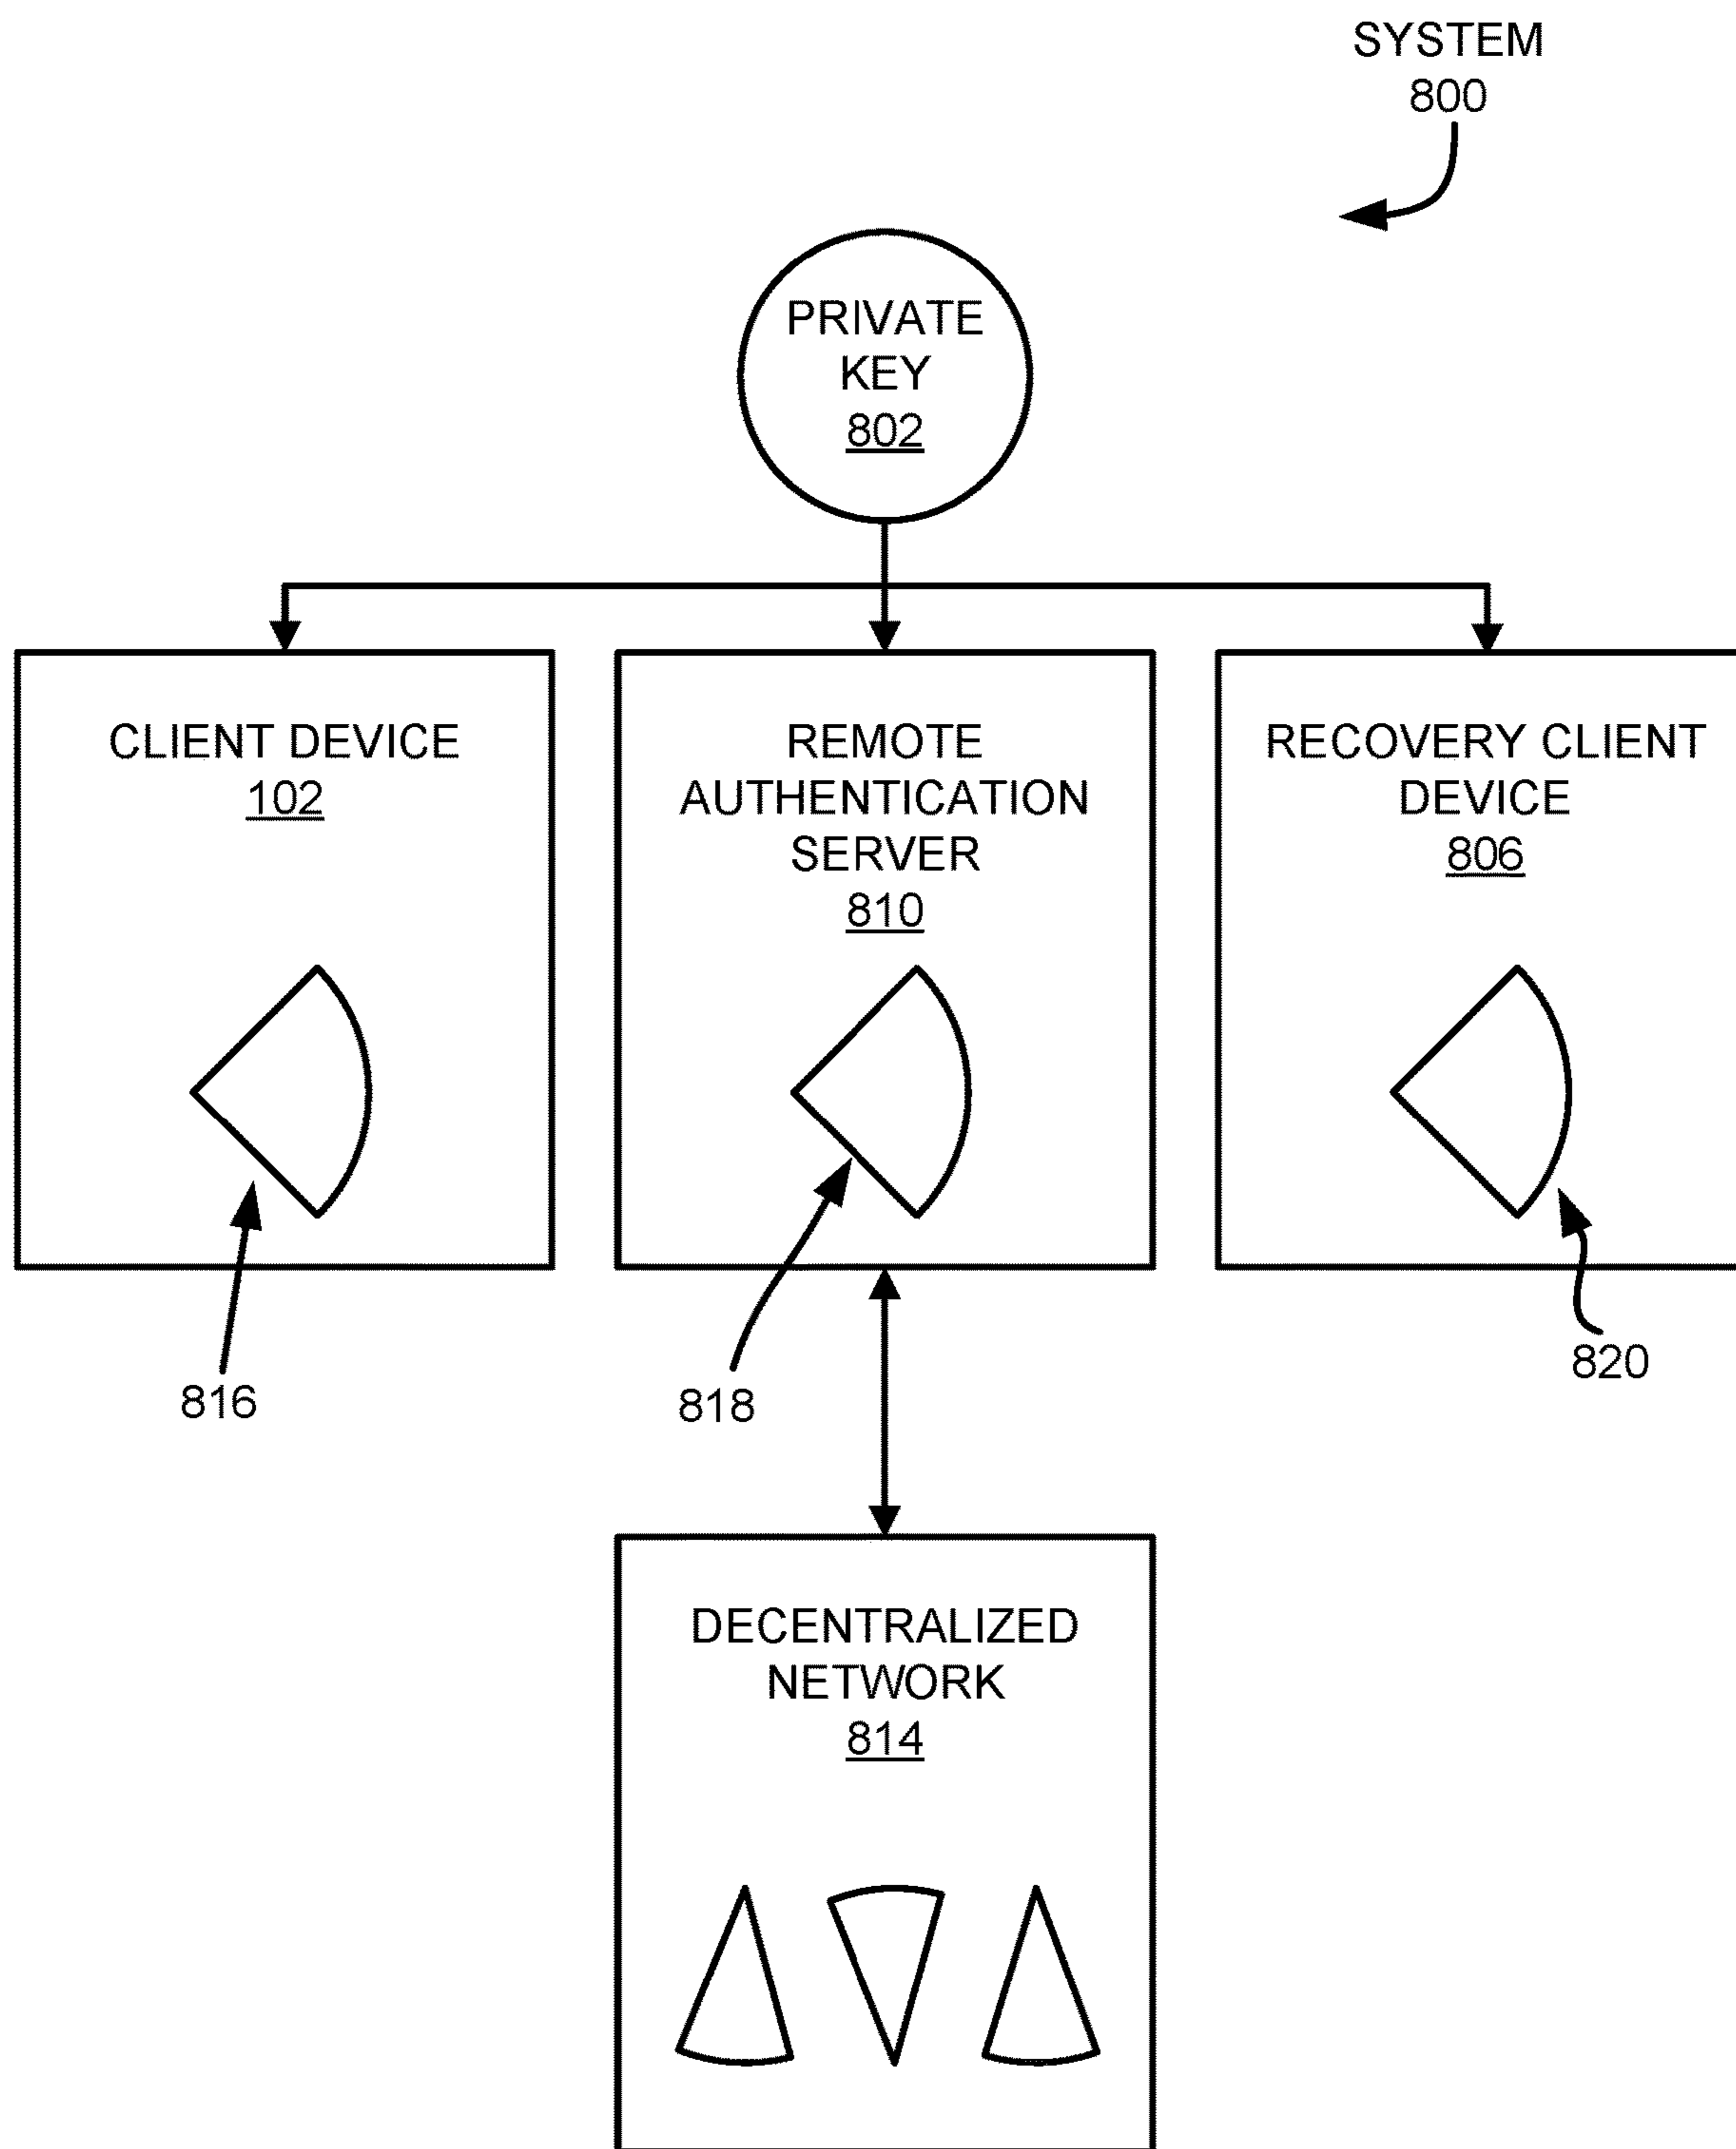 SYSTEM
800
PRIVATE
KEY
802
CLIENT DEVICE
102
REMOTE
AUTHENTICATION
SERVER
810
RECOVERY CLIENT
DEVICE
806
816
818
820
DECENTRALIZED
NETWORK
814